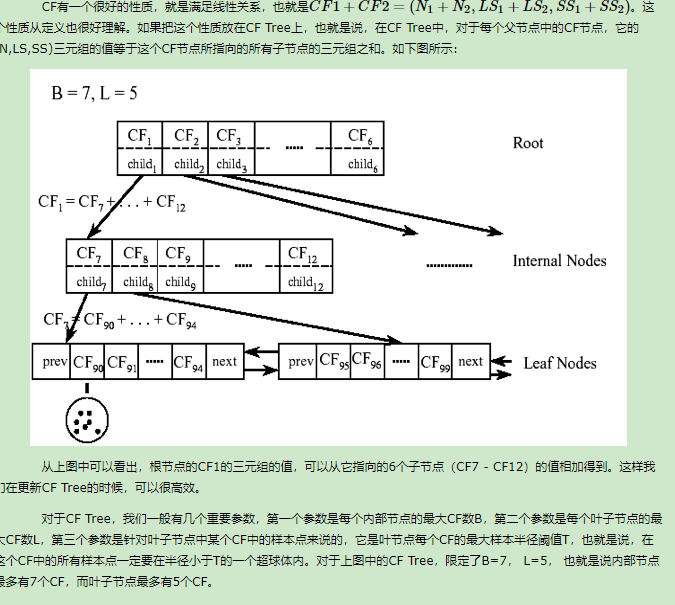 CF有一个很好的性质，就是满足线性关系，也就是CF1 + CF2 = (N₁ + N₂, LS₁ + LS₂, SS₁ + SS₂)。这
个性质从定义也很好理解。如果把这个性质放在CF Tree上，也就是说，在CF Tree中，对于每个父节点中的CF节点，它的
(N,LS,SS)三元组的值等于这个CF节点所指向的所有子节点的三元组之和。如下图所示：
B = 7, L = 5
CF₁ CF₂ CF₃ ..... CF₆
child₁ child₂ child₃ child₆
Root
CF₁ = CF₇ + . . . + CF₁₂
CF₇ CF₈ CF₉ ..... CF₁₂
child₇ child₈ child₉ child₁₂
.............
Internal Nodes
CF₇ = CF₉₀ + . . . + CF₉₄
prev CF₉₀ CF₉₁ ..... CF₉₄ next
prev CF₉₅ CF₉₆ ..... CF₉₉ next
Leaf Nodes
从上图中可以看出，根节点的CF1的三元组的值，可以从它指向的6个子节点（CF7 - CF12）的值相加得到。这样我
们在更新CF Tree的时候，可以很高效。
对于CF Tree，我们一般有几个重要参数，第一个参数是每个内部节点的最大CF数B，第二个参数是每个叶子节点的最
大CF数L，第三个参数是针对叶子节点中某个CF中的样本点来说的，它是叶节点每个CF的最大样本半径阈值T，也就是说，在
这个CF中的所有样本点一定要在半径小于T的一个超球体内。对于上图中的CF Tree，限定了B=7， L=5， 也就是说内部节点
最多有7个CF，而叶子节点最多有5个CF。